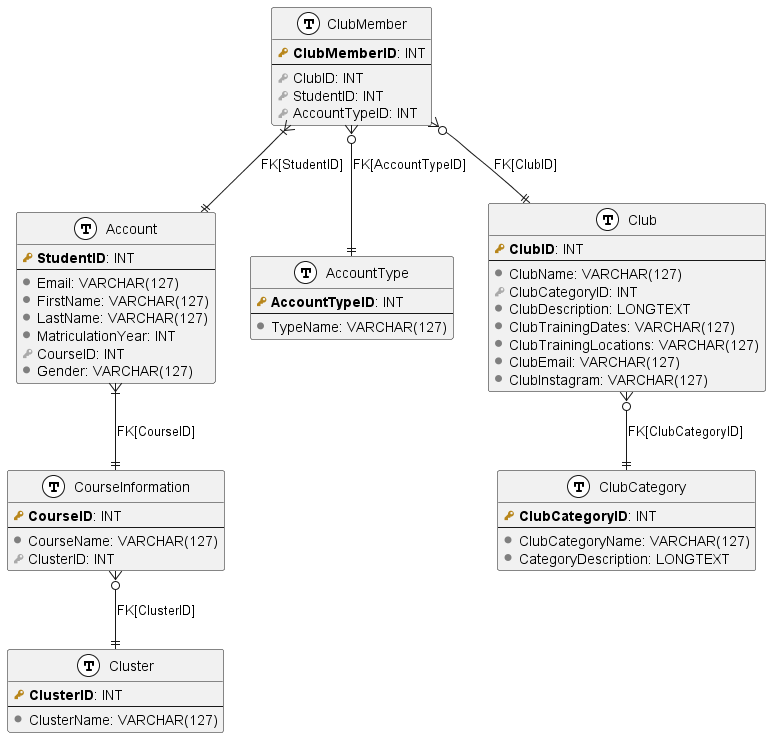 T ClubMember
ClubMemberID: INT
ClubID: INT
StudentID: INT
AccountTypeID: INT
FK[StudentID]
FK[AccountTypeID]
FK[ClubID]
T Account
StudentID: INT
Email: VARCHAR(127)
FirstName: VARCHAR(127)
LastName: VARCHAR(127)
MatriculationYear: INT
CourseID: INT
Gender: VARCHAR(127)
T AccountType
AccountTypeID: INT
TypeName: VARCHAR(127)
T Club
ClubID: INT
ClubName: VARCHAR(127)
ClubCategoryID: INT
ClubDescription: LONGTEXT
ClubTrainingDates: VARCHAR(127)
ClubTrainingLocations: VARCHAR(127)
ClubEmail: VARCHAR(127)
ClubInstagram: VARCHAR(127)
FK[CourseID]
FK[ClubCategoryID]
T CourseInformation
CourseID: INT
CourseName: VARCHAR(127)
ClusterID: INT
T ClubCategory
ClubCategoryID: INT
ClubCategoryName: VARCHAR(127)
CategoryDescription: LONGTEXT
FK[ClusterID]
T Cluster
ClusterID: INT
ClusterName: VARCHAR(127)